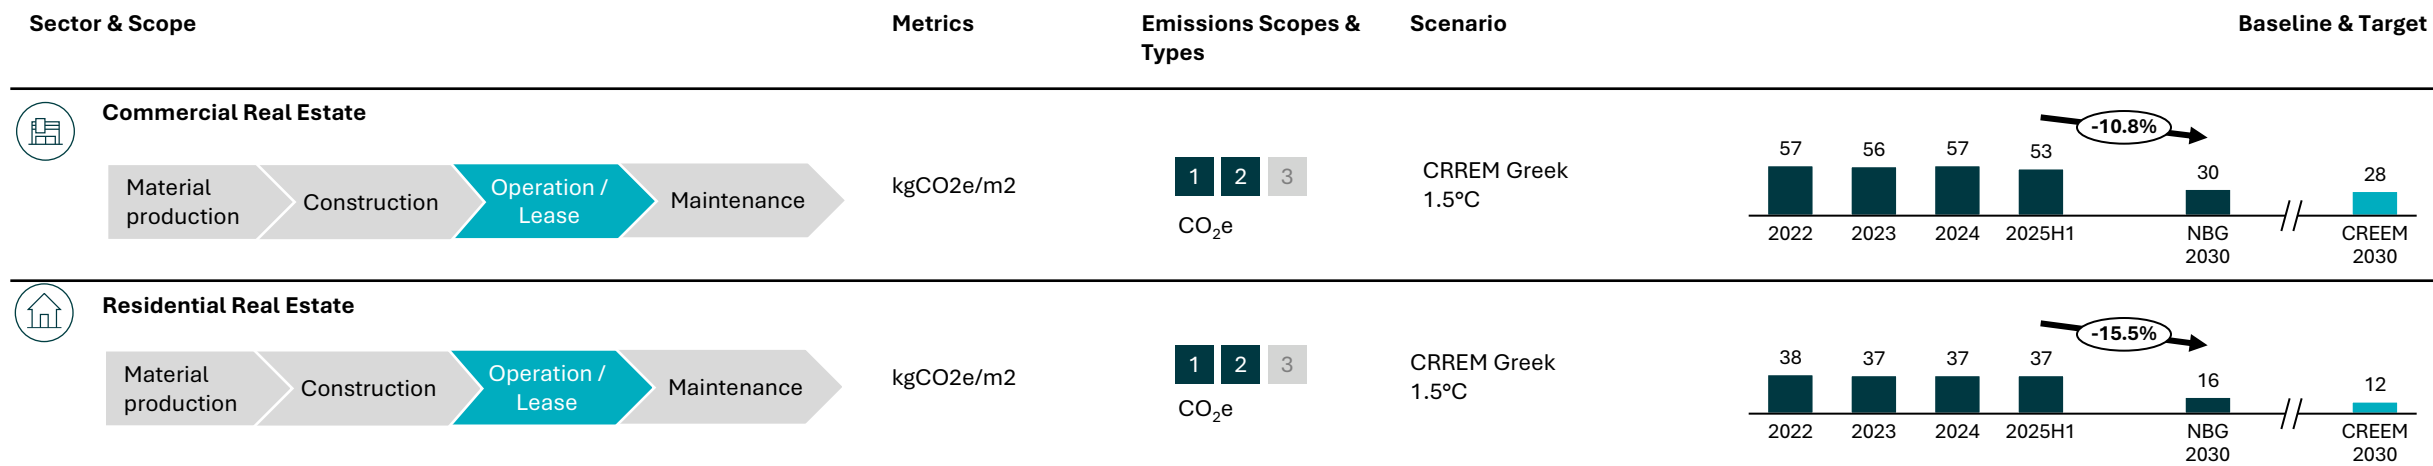 Sector & Scope
Metrics
Emissions Scopes &
Types
Scenario
Baseline & Target
Commercial Real Estate
Material
production
Construction
Operation /
Lease
Maintenance
kgCO2e/m2
1 2 3
CO₂e
CRREM Greek
1.5°C
-10.8%
57 56 57 53 30 28
2022 2023 2024 2025H1 NBG CREEM
2030 2030
Residential Real Estate
Material
production
Construction
Operation /
Lease
Maintenance
kgCO2e/m2
1 2 3
CO₂e
CRREM Greek
1.5°C
-15.5%
38 37 37 37 16 12
2022 2023 2024 2025H1 NBG CREEM
2030 2030